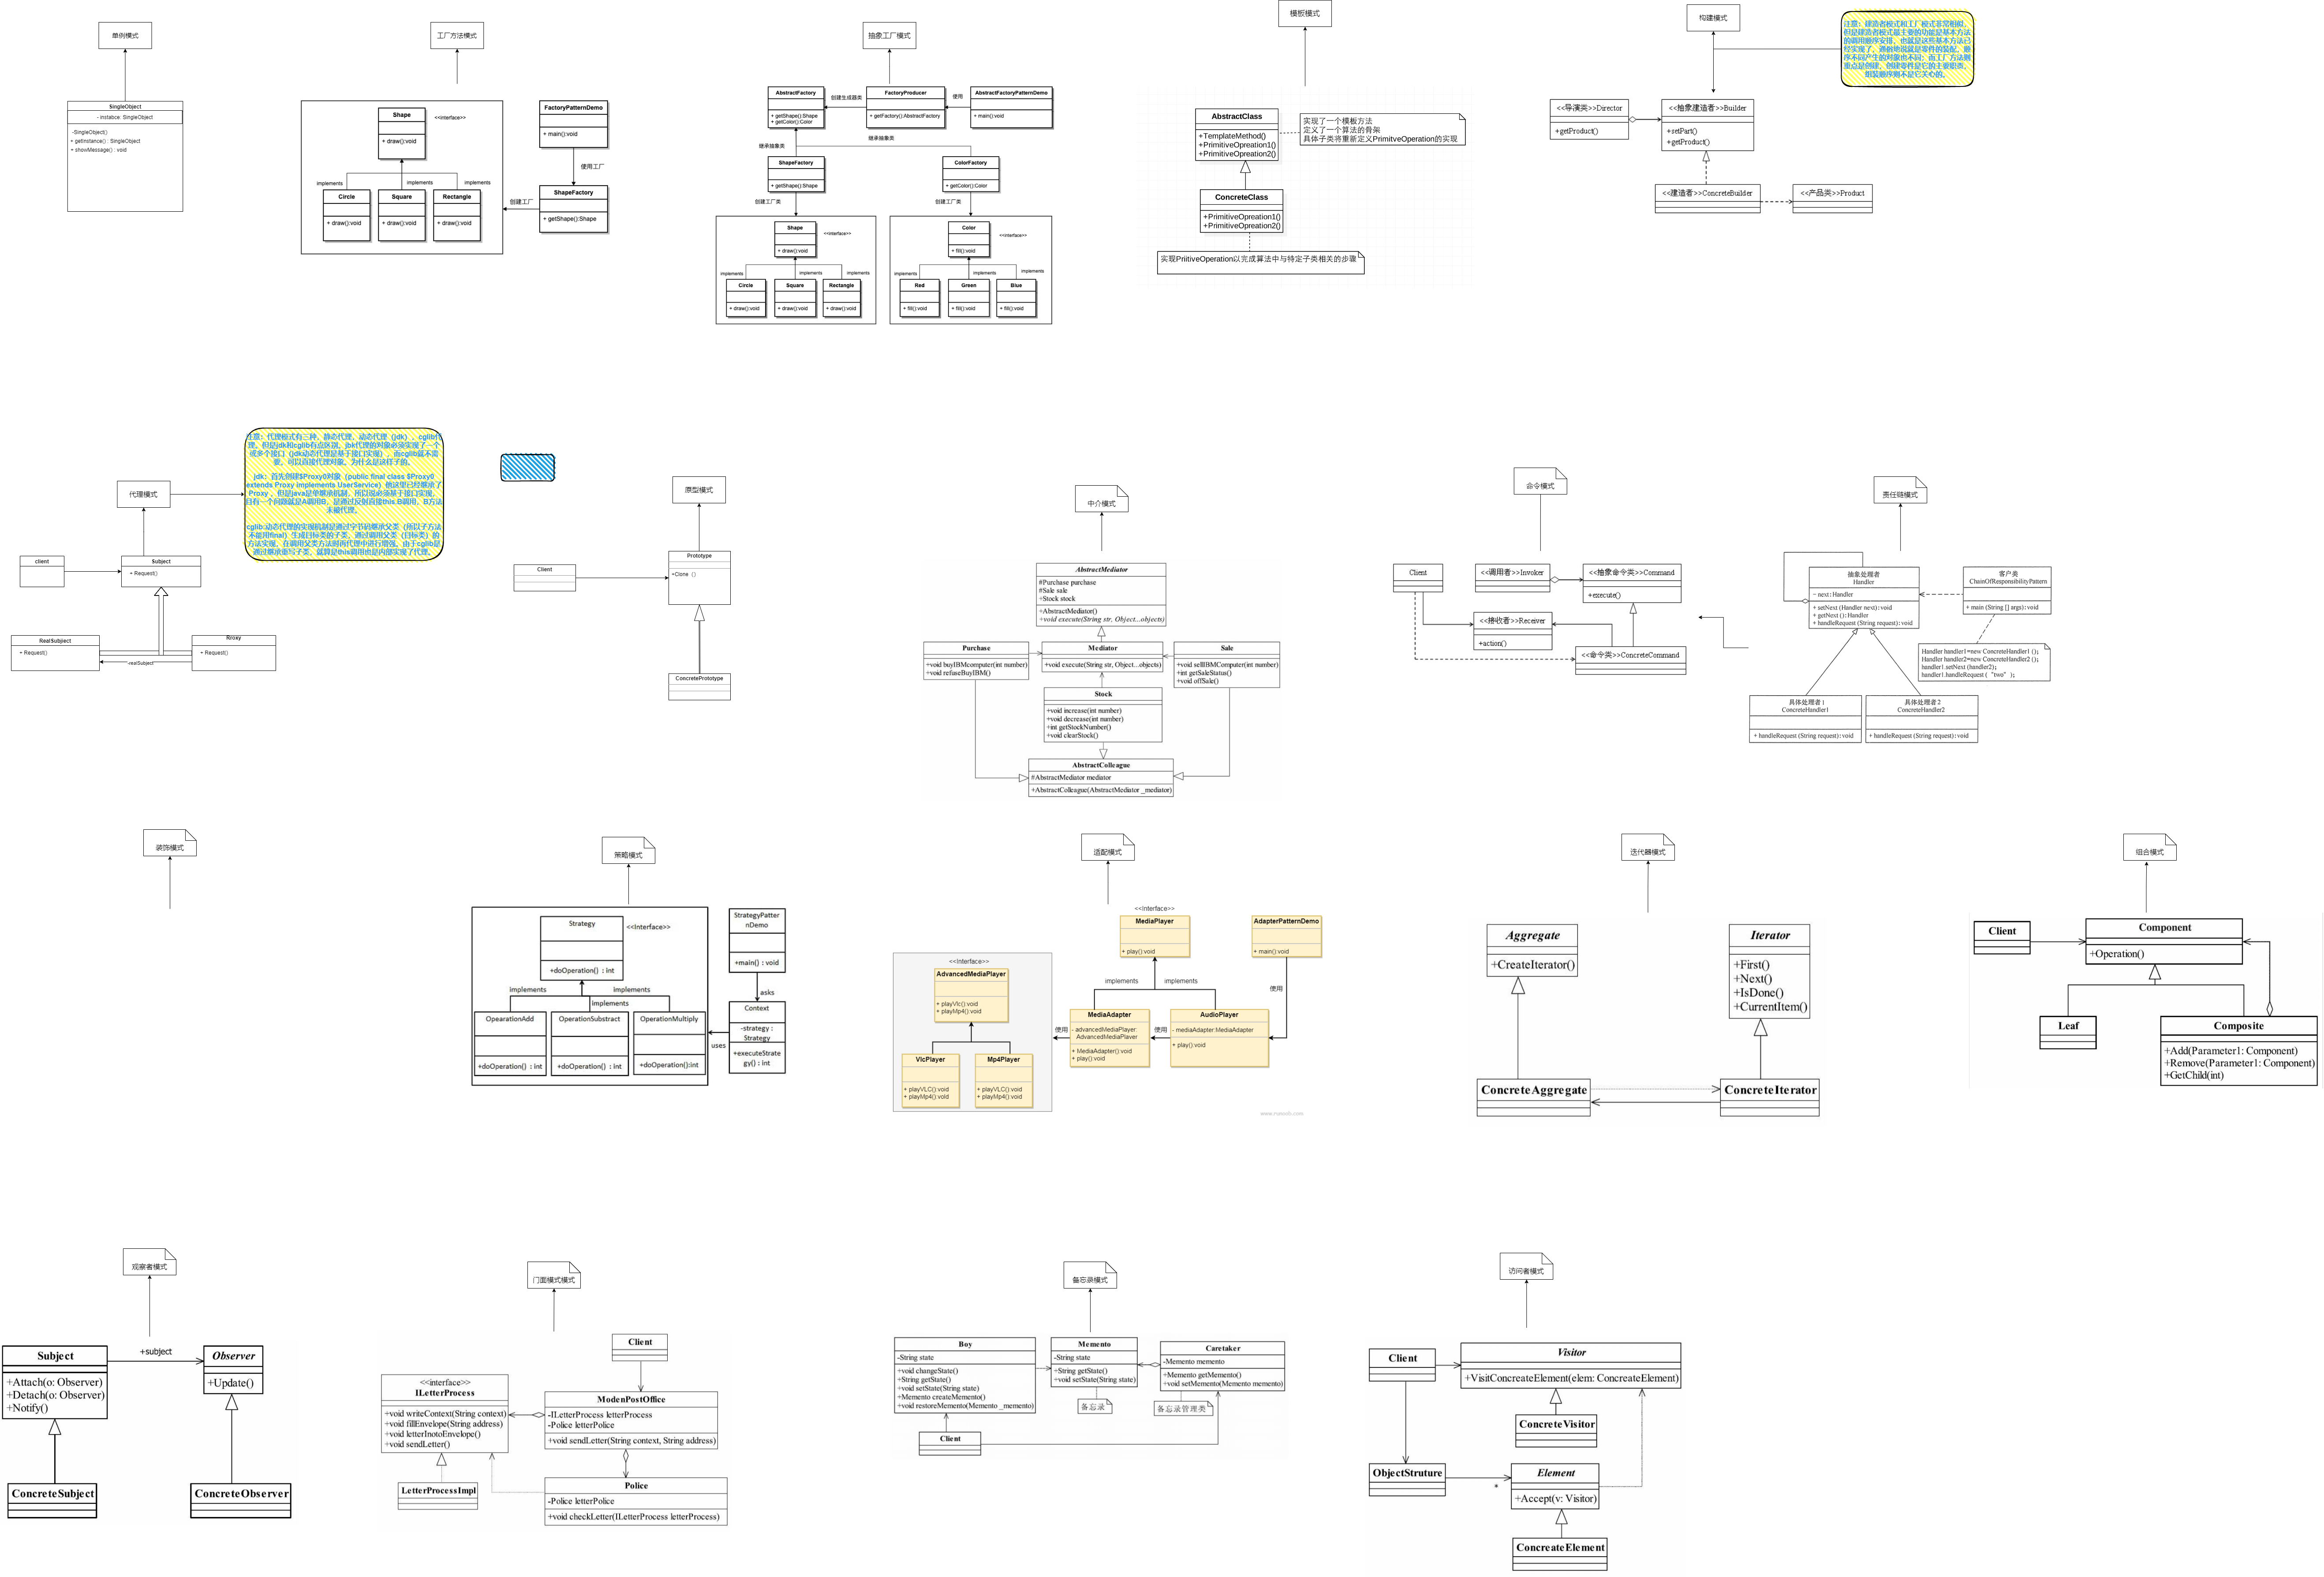 单例模式
SingleObject
- instabce: SingleObject
-SingleObject()
+ getInstance() : SingleObject
+ showMessage() : void
工厂方法模式
Shape
<<interface>>
+ draw():void
implements
implements
implements
Circle
Square
Rectangle
+ draw():void
+ draw():void
+ draw():void
FactoryPatternDemo
+ main():void
使用工厂
ShapeFactory
+ getShape():Shape
创建工厂
抽象工厂模式
AbstractFactory
+ getShape():Shape
+ getColor():Color
创建生成器类
FactoryProducer
+ getFactory():AbstractFactory
使用
AbstractFactoryPatternDemo
+ main():void
继承抽象类
继承抽象类
ShapeFactory
+ getShape():Shape
ColorFactory
+ getColor():Color
创建工厂类
创建工厂类
Shape
<<interface>>
+ draw():void
implements
implements
implements
Circle
Square
Rectangle
+ draw():void
+ draw():void
+ draw():void
Color
<<interface>>
+ fill():void
implements
implements
implements
Red
Green
Blue
+ fill():void
+ fill():void
+ fill():void
模板模式
AbstractClass
+TemplateMethod()
+PrimitiveOpreation1()
+PrimitiveOpreation2()
实现了一个模板方法
定义了一个算法的骨架
具体子类将重新定义PrimitveOperation的实现
ConcreteClass
+PrimitiveOpreation1()
+PrimitiveOpreation2()
实现PriitiveOperation以完成算法中与特定子类相关的步骤
构建模式
注意：建造者模式和工厂模式非常相似，
但是建造者模式最主要的功能是基本方法
的调用顺序安排，也就是这些基本方法已
经实现了，通俗地说就是零件的装配，顺
序不同产生的对象也不同；而工厂方法则
重点是创建，创建零件是它的主要职责，
组装顺序则不是它关心的。
<<导演类>>Director
+getProduct()
<<抽象建造者>>Builder
+setPart()
+getProduct()
<<建造者>>ConcreteBuilder
<<产品类>>Product
代理模式
注意：代理模式有三种，静态代理、动态代理（jdk）、cglib代
理。但是jdk和cglib有点区别，jbk代理的对象必须实现了一个
或多个接口（jdk动态代理是基于接口实现），而cglib就不需
要，可以直接代理对象。为什么是这样子的。
jdk：首先创建$Proxy0对象（public final class $Proxy0
extends Proxy implements UserService）他这里已经继承了
Proxy ，但是java是单继承机制，所以说必须基于接口实现，
且有一个问题就是A调用B，是通过反射直接this.B调用，B方法
未被代理。
cglib:动态代理的实现机制是通过字节码继承父类（所以子方法
不能用final）生成目标类的子类，通过调用父类（目标类）的
方法实现，在调用父类方法时再代理中进行增强。由于cglib是
通过继承重写子类，就算是this调用也是内部实现了代理。
client
Subject
+ Request()
RealSubject
+ Request()
Rroxy
+ Request()
-realSubject
原型模式
Client
Prototype
+Clone（）
ConcretePrototype
中介模式
AbstractMediator
#Purchase purchase
#Sale sale
+Stock stock
+AbstractMediator()
+void execute(String str, Object...objects)
Purchase
+void buyIBMcomputer(int number)
+void refuseBuyIBM()
Mediator
+void execute(String str, Object...objects)
Sale
+void sellIBMComputer(int number)
+int getSaleStatus()
+void offSale()
Stock
+void increase(int number)
+void decrease(int number)
+int getStockNumber()
+void clearStock()
AbstractColleague
#AbstractMediator mediator
+AbstractColleague(AbstractMediator _mediator)
命令模式
Client
<<调用者>>Invoker
<<抽象命令类>>Command
+execute()
<<接收者>>Receiver
+action()
<<命令类>>ConcreteCommand
责任链模式
抽象处理者
Handler
- next: Handler
+ setNext (Handler next): void
+ getNext (): Handler
+ handleRequest (String request): void
客户类
ChainOfResponsibilityPattern
+ main (String [] args): void
Handler handler1=new ConcreteHandler1 ();
Handler handler2=new ConcreteHandler2 ();
handler1.setNext (handler2);
handler1.handleRequest (“two”);
具体处理者 1
ConcreteHandler1
+ handleRequest (String request): void
具体处理者 2
ConcreteHandler2
+ handleRequest (String request): void
装饰模式
策略模式
Strategy
<<Interface>>
+doOperation() : int
implements
implements
implements
OpearationAdd
OperationSubstract
OperationMultiply
+doOperation() : int
+doOperation() : int
+doOperation():int
StrategyPatter
nDemo
+main() : void
asks
Context
-strategy :
Strategy
+executeStrate
gy() : int
uses
适配模式
<<Interface>>
MediaPlayer
+ play():void
AdapterPatternDemo
+ main():void
<<Interface>>
AdvancedMediaPlayer
+ playVlc():void
+ playMp4():void
implements
implements
使用
VlcPlayer
+ playVLC():void
+ playMp4():void
Mp4Player
+ playVLC():void
+ playMp4():void
使用
MediaAdapter
- advancedMediaPlayer:
AdvancedMediaPlaver
+ MediaAdapter():void
+ play():void
使用
AudioPlayer
- mediaAdapter:MediaAdapter
+ play():void
迭代器模式
Aggregate
+CreateIterator()
Iterator
+First()
+Next()
+IsDone()
+CurrentItem()
ConcreteAggregate
ConcreteIterator
组合模式
Client
Component
+Operation()
Leaf
Composite
+Add(Parameter1: Component)
+Remove(Parameter1: Component)
+GetChild(int)
观察者模式
Subject
+Attach(o: Observer)
+Detach(o: Observer)
+Notify()
+subject
Observer
+Update()
ConcreteSubject
ConcreteObserver
门面模式模式
Client
<<interface>>
ILetterProcess
+void writeContext(String context)
+void fillEnvelope(String address)
+void letterInotoEnvelope()
+void sendLetter()
ModenPostOffice
-ILetterProcess letterProcess
-Police letterPolice
+void sendLetter(String context, String address)
LetterProcessImpl
Police
-Police letterPolice
+void checkLetter(ILetterProcess letterProcess)
备忘录模式
Boy
-String state
+void changeState()
+String getState()
+void setState(String state)
+Memento createMemento()
+void restoreMemento(Memento _memento)
Memento
-String state
+String getState()
+void setState(String state)
备忘录
Caretaker
-Memento memento
+Memento getMemento()
+void setMemento(Memento memento)
备忘录管理类
Client
访问者模式
Client
Visitor
+VisitConcreateElement(elem: ConcreateElement)
ConcreteVisitor
ObjectStruture
*
Element
+Accept(v: Visitor)
ConcreateElement